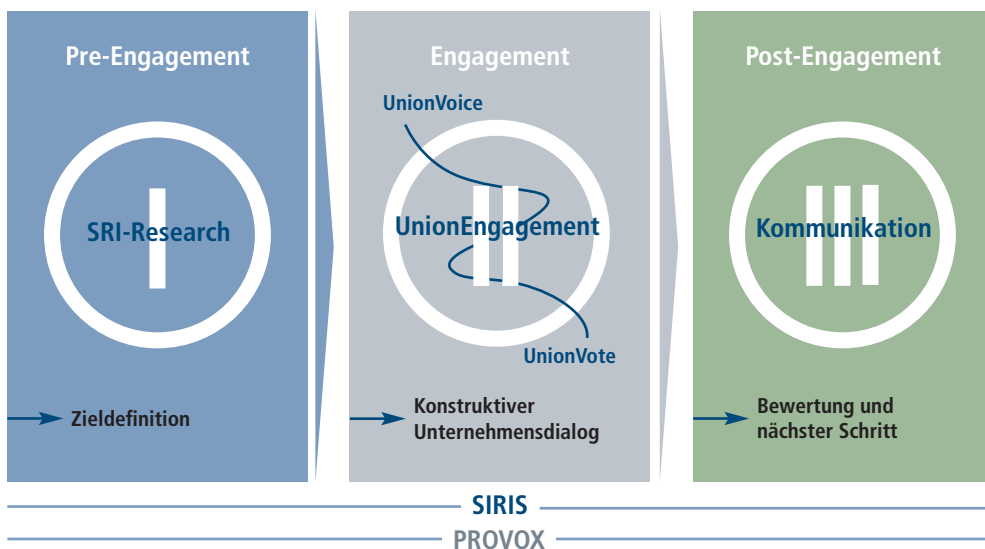 Pre-Engagement
SRI-Research
Zieldefinition
Engagement
UnionVoice
UnionEngagement
UnionVote
Konstruktiver
Unternehmensdialog
Post-Engagement
Kommunikation
Bewertung und
nächster Schritt
SIRIS
PROVOX